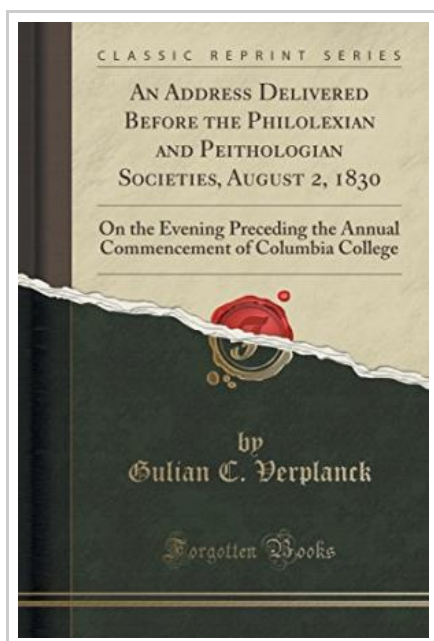 CLASSIC REPRINT SERIES
AN ADDRESS DELIVERED
BEFORE THE PHILOLEXIAN
AND PEITHOLOGIAN
SOCIETIES, AUGUST 2, 1830
On the Evening Preceding the Annual
Commencement of Columbia College
by
Gulian C. Verplanck
Forgotten Books